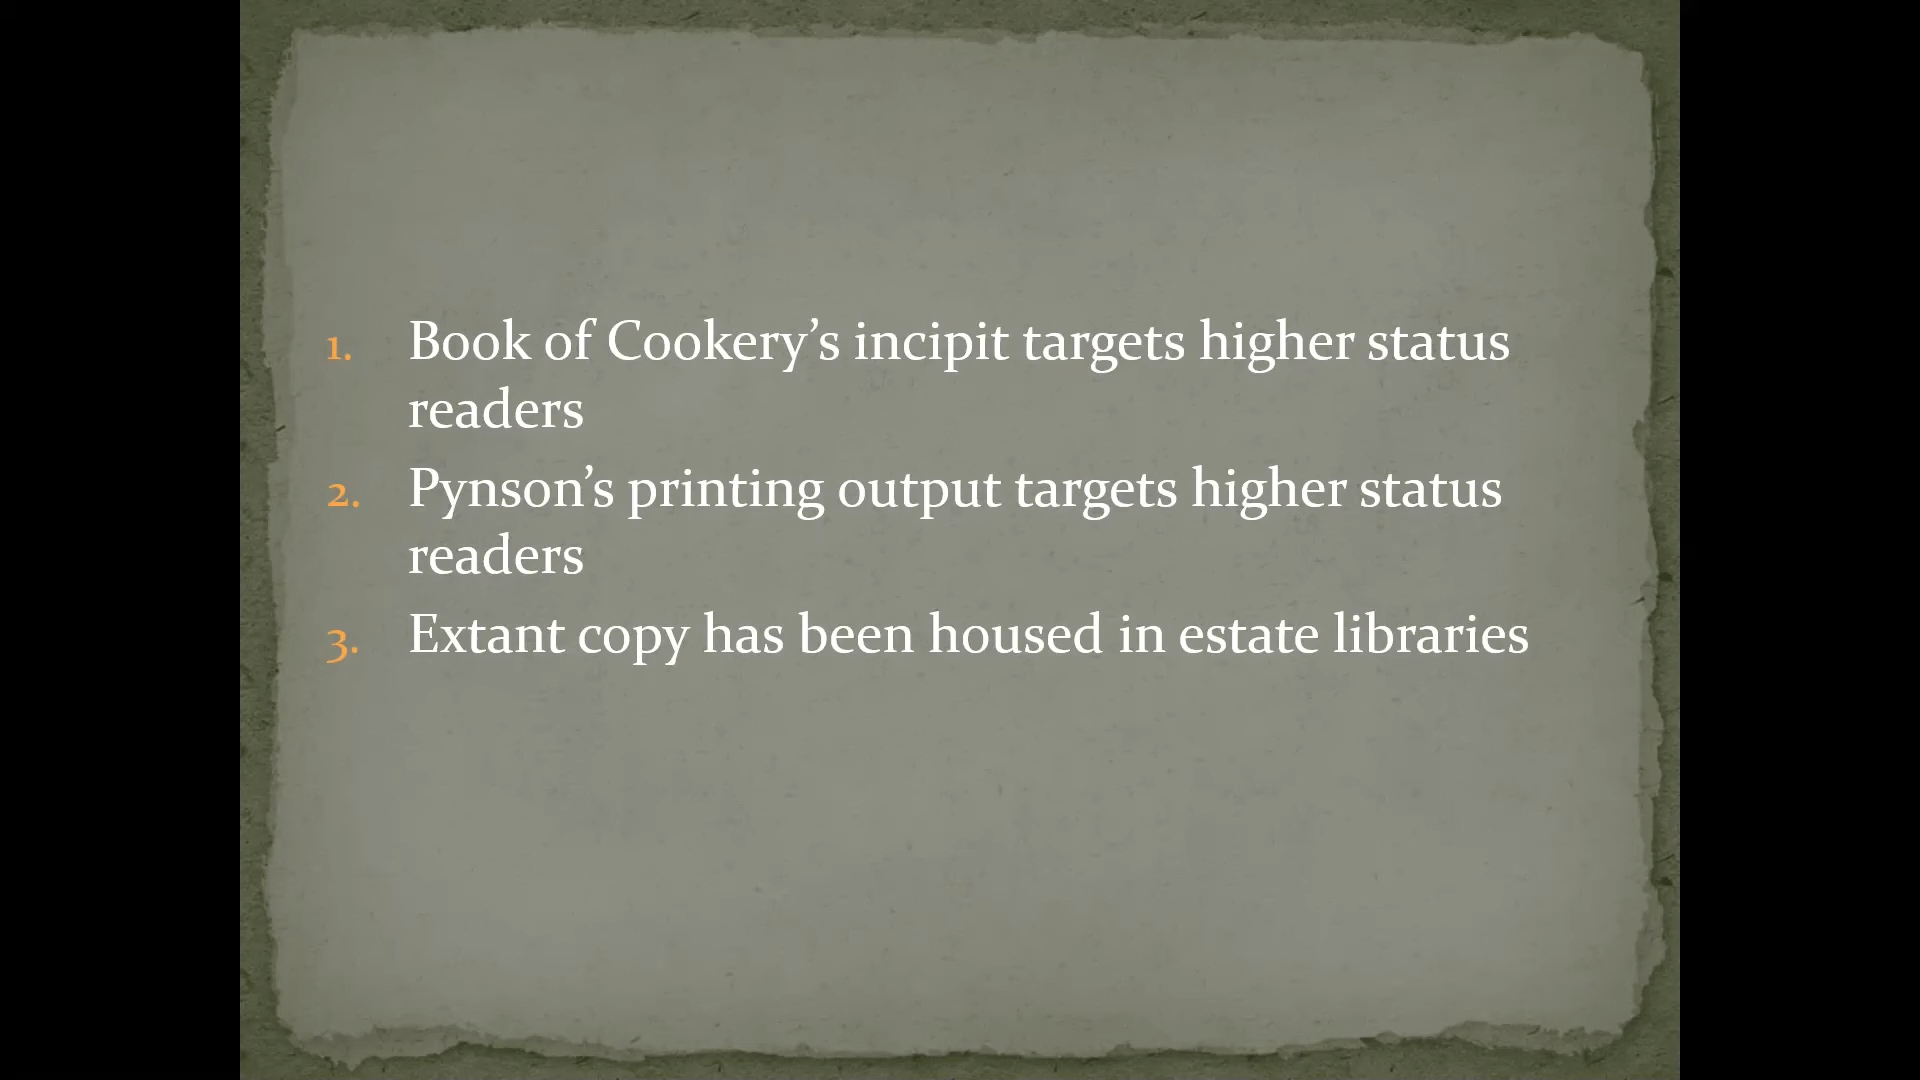 1. Book of Cookery’s incipit targets higher status
readers
2. Pynson’s printing output targets higher status
readers
3. Extant copy has been housed in estate libraries